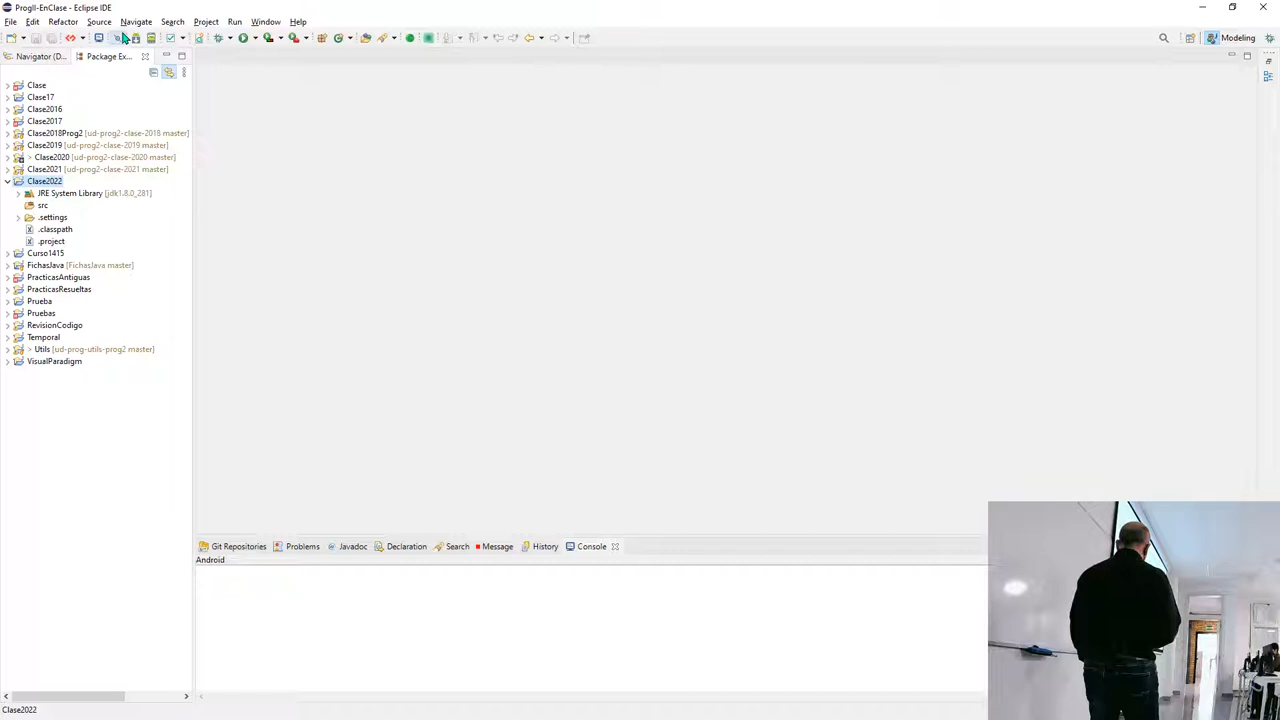 ProgII-EnClase - Eclipse IDE
File Edit Refactor Source Navigate Search Project Run Window Help
Modeling
Navigator (D... Package Ex...
Clase
Clase17
Clase2016
Clase2017
Clase2018Prog2 [ud-prog2-clase-2018 master]
Clase2019 [ud-prog2-clase-2019 master]
> Clase2020 [ud-prog2-clase-2020 master]
Clase2021 [ud-prog2-clase-2021 master]
Clase2022
JRE System Library [jdk1.8.0_281]
src
.settings
.classpath
.project
Curso1415
FichasJava [FichasJava master]
PracticasAntiguas
PracticasResueltas
Prueba
Pruebas
RevisionCodigo
Temporal
> Utils [ud-prog-utils-prog2 master]
VisualParadigm
Git Repositories Problems Javadoc Declaration Search Message History Console
Android
Clase2022